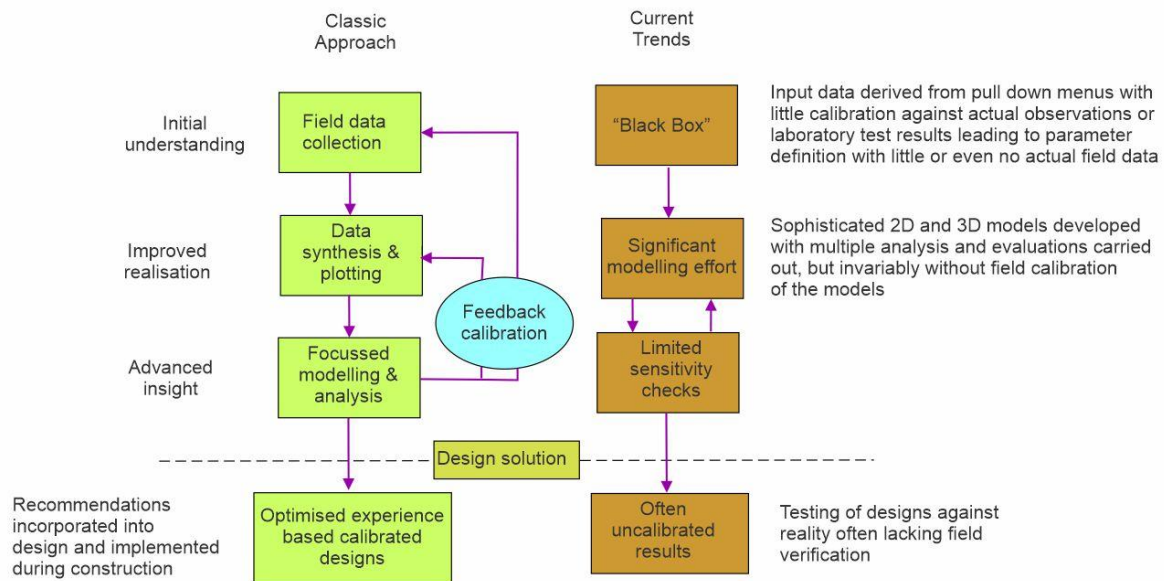 Classic
Approach
Current
Trends
Initial
understanding
Field data
collection
“Black Box”
Input data derived from pull down menus with
little calibration against actual observations or
laboratory test results leading to parameter
definition with little or even no actual field data
Improved
realisation
Data
synthesis &
plotting
Significant
modelling effort
Sophisticated 2D and 3D models developed
with multiple analysis and evaluations carried
out, but invariably without field calibration
of the models
Feedback
calibration
Advanced
insight
Focussed
modelling &
analysis
Limited
sensitivity
checks
Design solution
Recommendations
incorporated into
design and implemented
during construction
Optimised experience
based calibrated
designs
Often
uncalibrated
results
Testing of designs against
reality often lacking field
verification